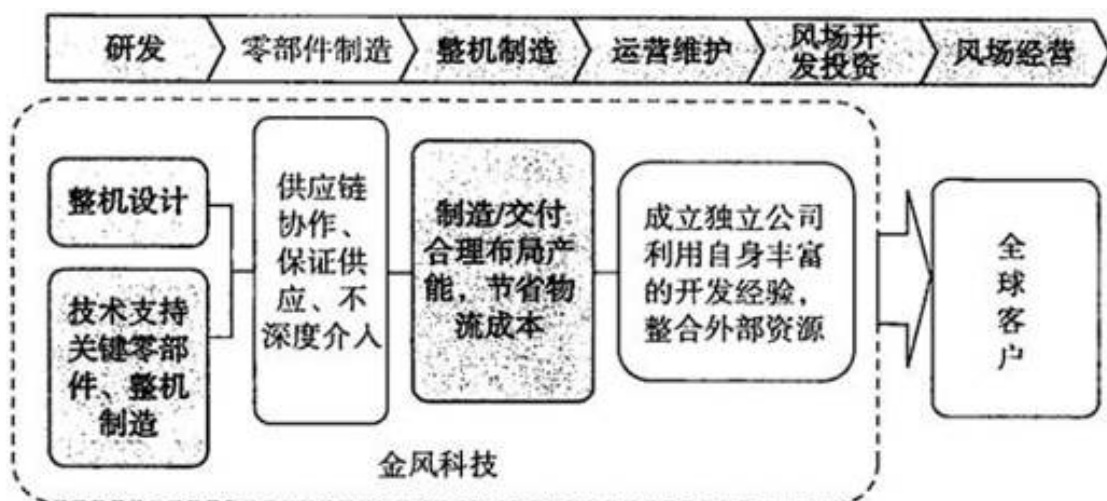 研发
零部件制造
整机制造
运营维护
风场开
发投资
风场经营
整机设计
技术支持
关键零部
件、整机
制造
供应链
协作、
保证供
应、不
深度介入
制造/交付
合理布局产
能，节省物
流成本
成立独立公司
利用自身丰富
的开发经验，
整合外部资源
全
球
客
户
金风科技